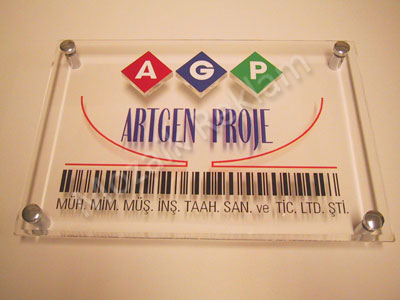 A G P
ARTGEN PROJE
MÜH. MİM. MÜŞ. İNŞ. TAAH. SAN. ve TİC. LTD. ŞTİ.